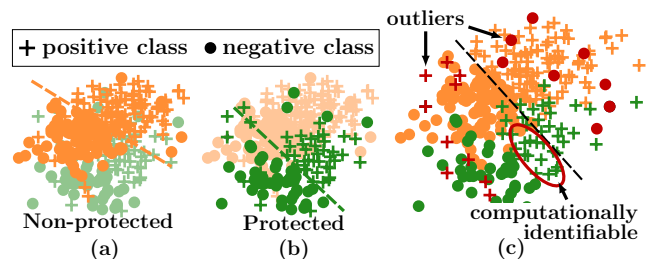 outliers
+ positive class ● negative class
Non-protected
Protected
computationally
identifiable
(a)
(b)
(c)